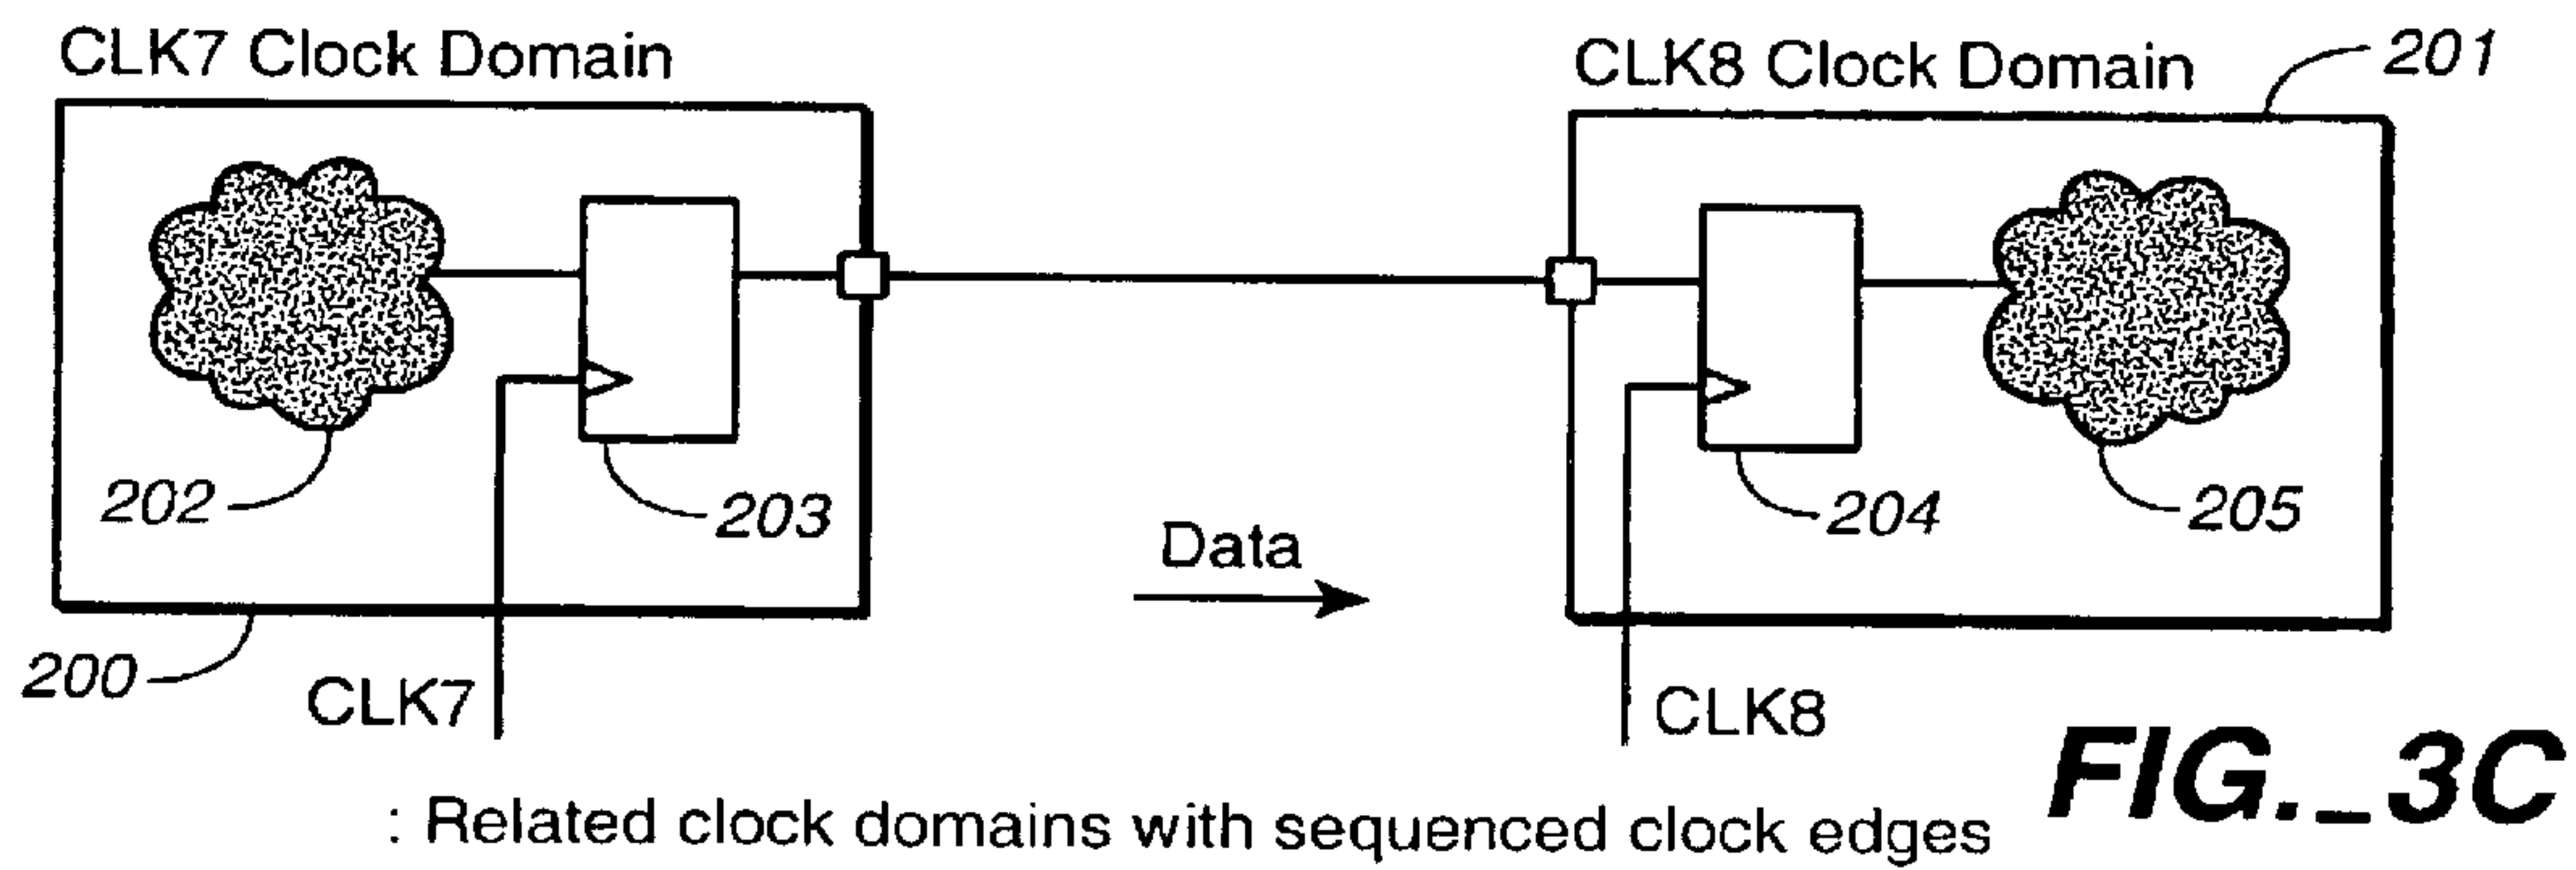 CLK7 Clock Domain
CLK8 Clock Domain
201
202
203
204
205
Data
200
CLK7
CLK8
FIG._3C
: Related clock domains with sequenced clock edges